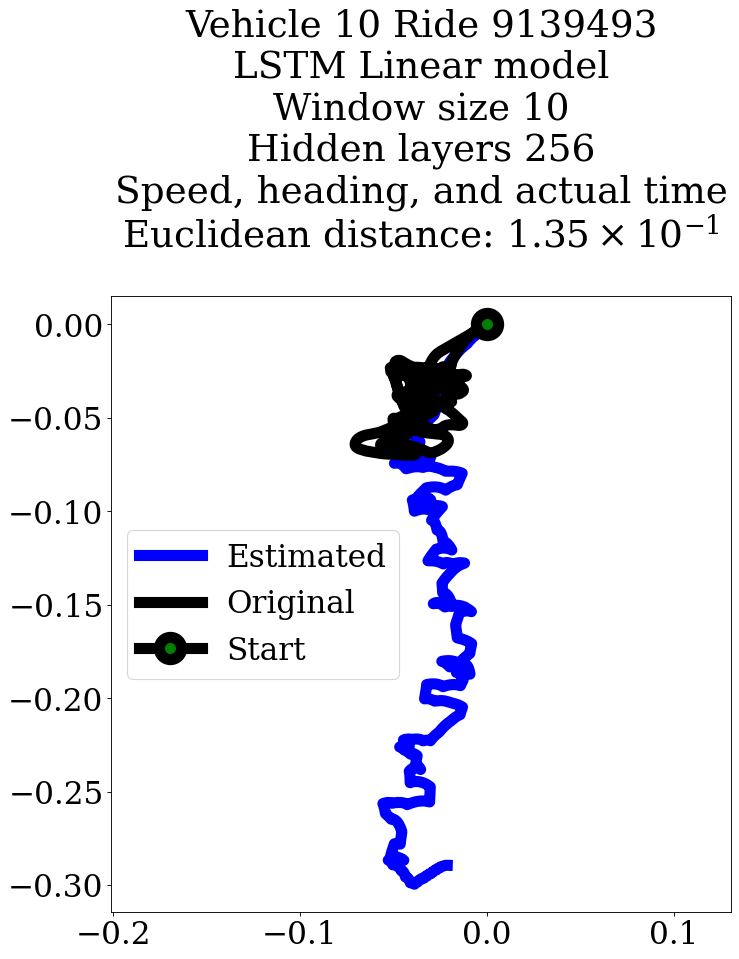 Vehicle 10 Ride 9139493
LSTM Linear model
Window size 10
Hidden layers 256
Speed, heading, and actual time
Euclidean distance: 1.35 × 10⁻¹
0.00
−0.05
−0.10
−0.15
−0.20
−0.25
−0.30
Estimated
Original
Start
−0.2
−0.1
0.0
0.1